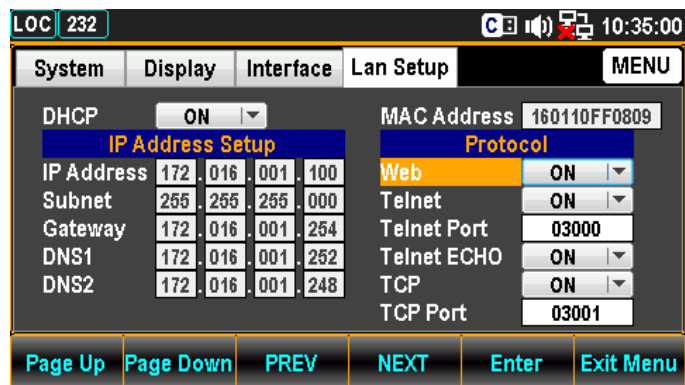 LOC 232 C 10:35:00
System Display Interface Lan Setup MENU
DHCP ON MAC Address 160110FF0809
IP Address Setup Protocol
IP Address 172 . 016 . 001 . 100 Web ON
Subnet 255 . 255 . 255 . 000 Telnet ON
Gateway 172 . 016 . 001 . 254 Telnet Port 03000
DNS1 172 . 016 . 001 . 252 Telnet ECHO ON
DNS2 172 . 016 . 001 . 248 TCP ON
TCP Port 03001
Page Up Page Down PREV NEXT Enter Exit Menu